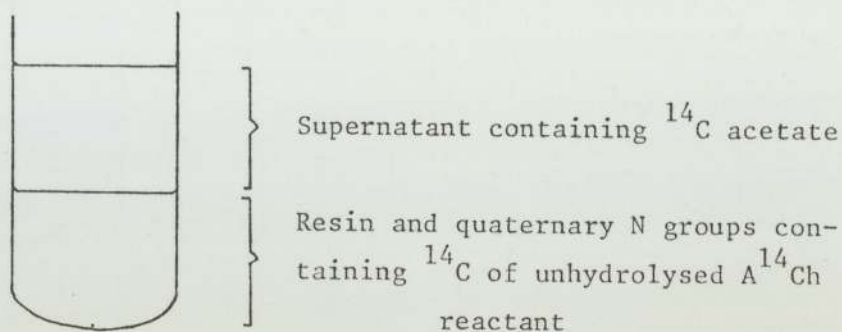 Supernatant containing ¹⁴C acetate
Resin and quaternary N groups con-
taining ¹⁴C of unhydrolysed A¹⁴Ch
reactant